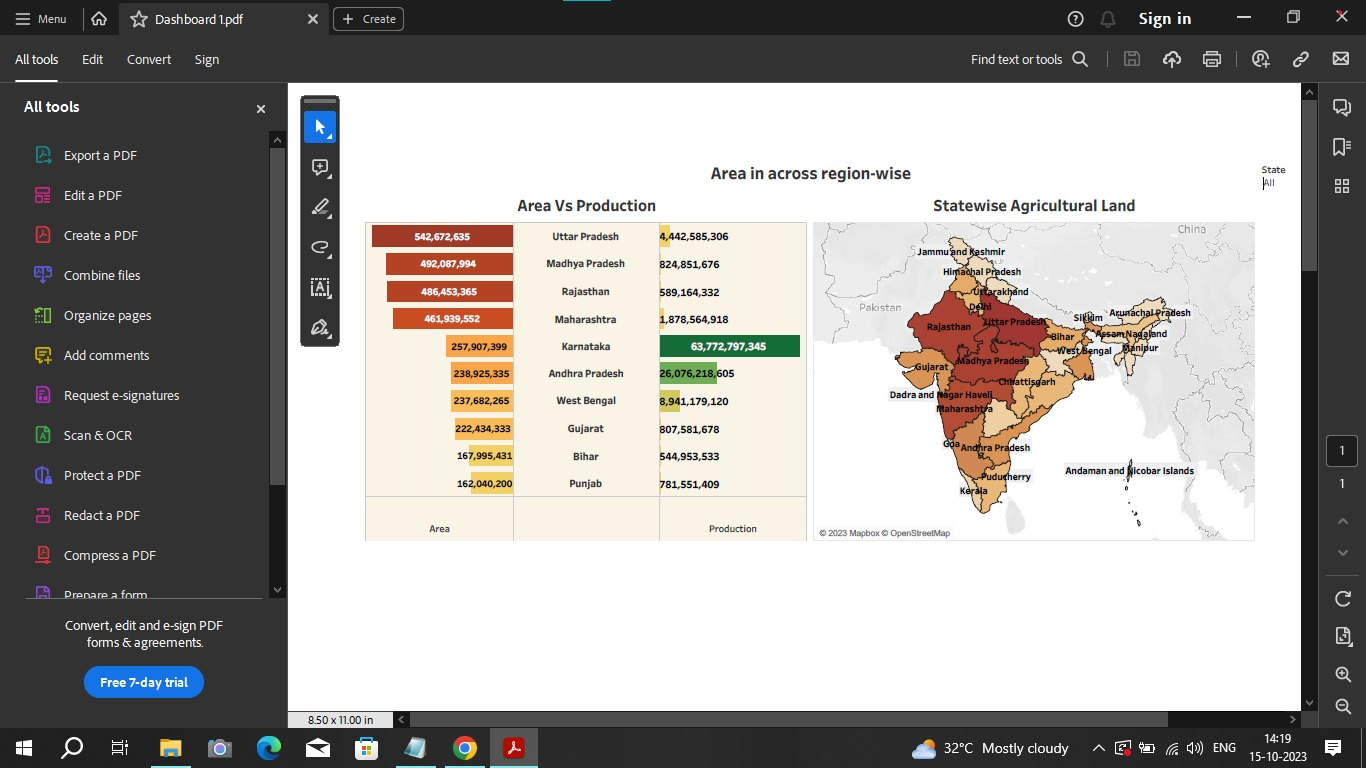 Menu
Dashboard 1.pdf
Create
Sign in
All tools
Edit
Convert
Sign
Find text or tools
All tools
Export a PDF
Edit a PDF
Create a PDF
Combine files
Organize pages
Add comments
Request e-signatures
Scan & OCR
Protect a PDF
Redact a PDF
Compress a PDF
Prepare a form
Convert, edit and e-sign PDF
forms & agreements.
Free 7-day trial
Area in across region-wise
State
All
Area Vs Production
542,672,635 Uttar Pradesh 4,442,585,306
492,087,994 Madhya Pradesh 824,851,676
486,453,365 Rajasthan 589,164,332
461,939,552 Maharashtra 1,878,564,918
257,907,399 Karnataka 63,772,797,345
238,925,335 Andhra Pradesh 26,076,218,605
237,682,265 West Bengal 8,941,179,120
222,434,333 Gujarat 807,581,678
167,995,431 Bihar 544,953,533
162,040,200 Punjab 781,551,409
Area Production
Statewise Agricultural Land
China
Jammu and Kashmir
Himachal Pradesh
Uttarakhand
Pakistan
Delhi
Arunachal Pradesh
Sikkim
Rajasthan
Uttar Pradesh
Bihar
Assam
Nagaland
West Bengal
Manipur
Gujarat
Madhya Pradesh
Chhattisgarh
Dadra and Nagar Haveli
Maharashtra
Goa
Andhra Pradesh
Andaman and Nicobar Islands
Puducherry
Kerala
© 2023 Mapbox © OpenStreetMap
1
1
8.50 x 11.00 in
32°C Mostly cloudy
ENG
14:19
15-10-2023